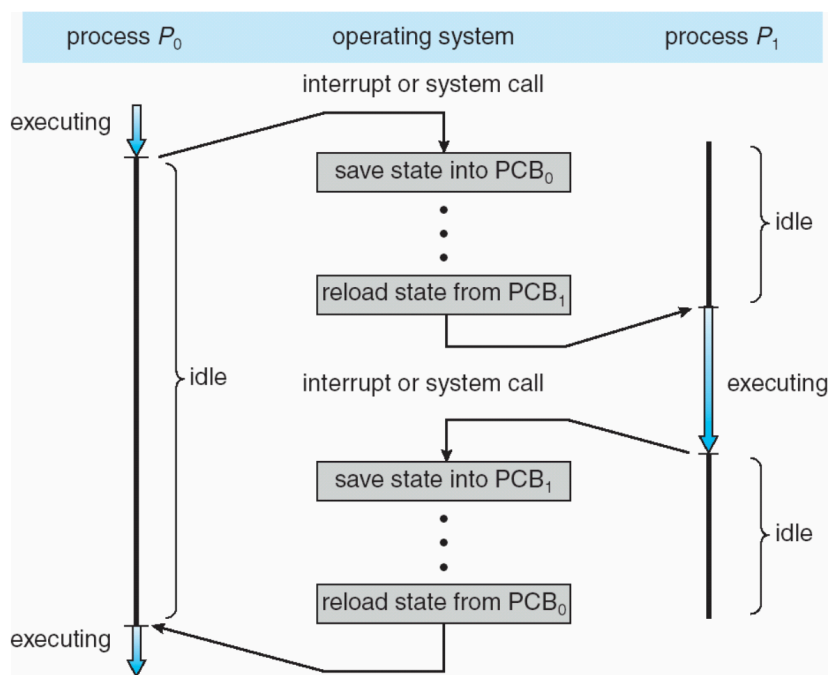 process P₀ operating system process P₁
interrupt or system call
executing
save state into PCB₀
idle
reload state from PCB₁
idle
interrupt or system call
executing
save state into PCB₁
idle
reload state from PCB₀
executing